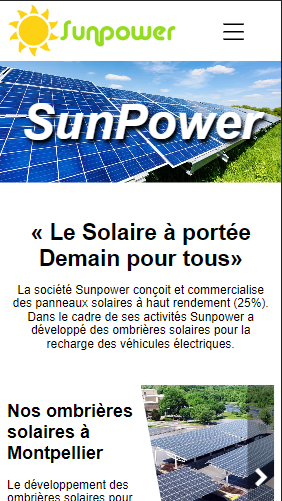 Sunpower
SunPower
« Le Solaire à portée
Demain pour tous»
La société Sunpower conçoit et commercialise
des panneaux solaires à haut rendement (25%).
Dans le cadre de ses activités Sunpower a
développé des ombrières solaires pour la
recharge des véhicules électriques.
Nos ombrières
solaires à
Montpellier
Le développement des
ombrières solaires pour